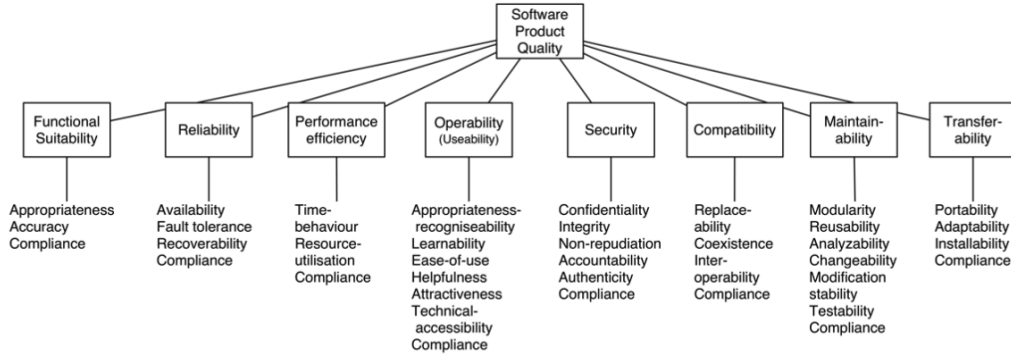 Software
Product
Quality
Functional
Suitability
Reliability
Performance
efficiency
Operability
(Useability)
Security
Compatibility
Maintain-
ability
Transfer-
ability
Appropriateness
Accuracy
Compliance
Availability
Fault tolerance
Recoverability
Compliance
Time-
behaviour
Resource-
utilisation
Compliance
Appropriateness-
recogniseability
Learnability
Ease-of-use
Helpfulness
Attractiveness
Technical-
accessibility
Compliance
Confidentiality
Integrity
Non-repudiation
Accountability
Authenticity
Compliance
Replace-
ability
Coexistence
Inter-
operability
Compliance
Modularity
Reusability
Analyzability
Changeability
Modification
stability
Testability
Compliance
Portability
Adaptability
Installability
Compliance